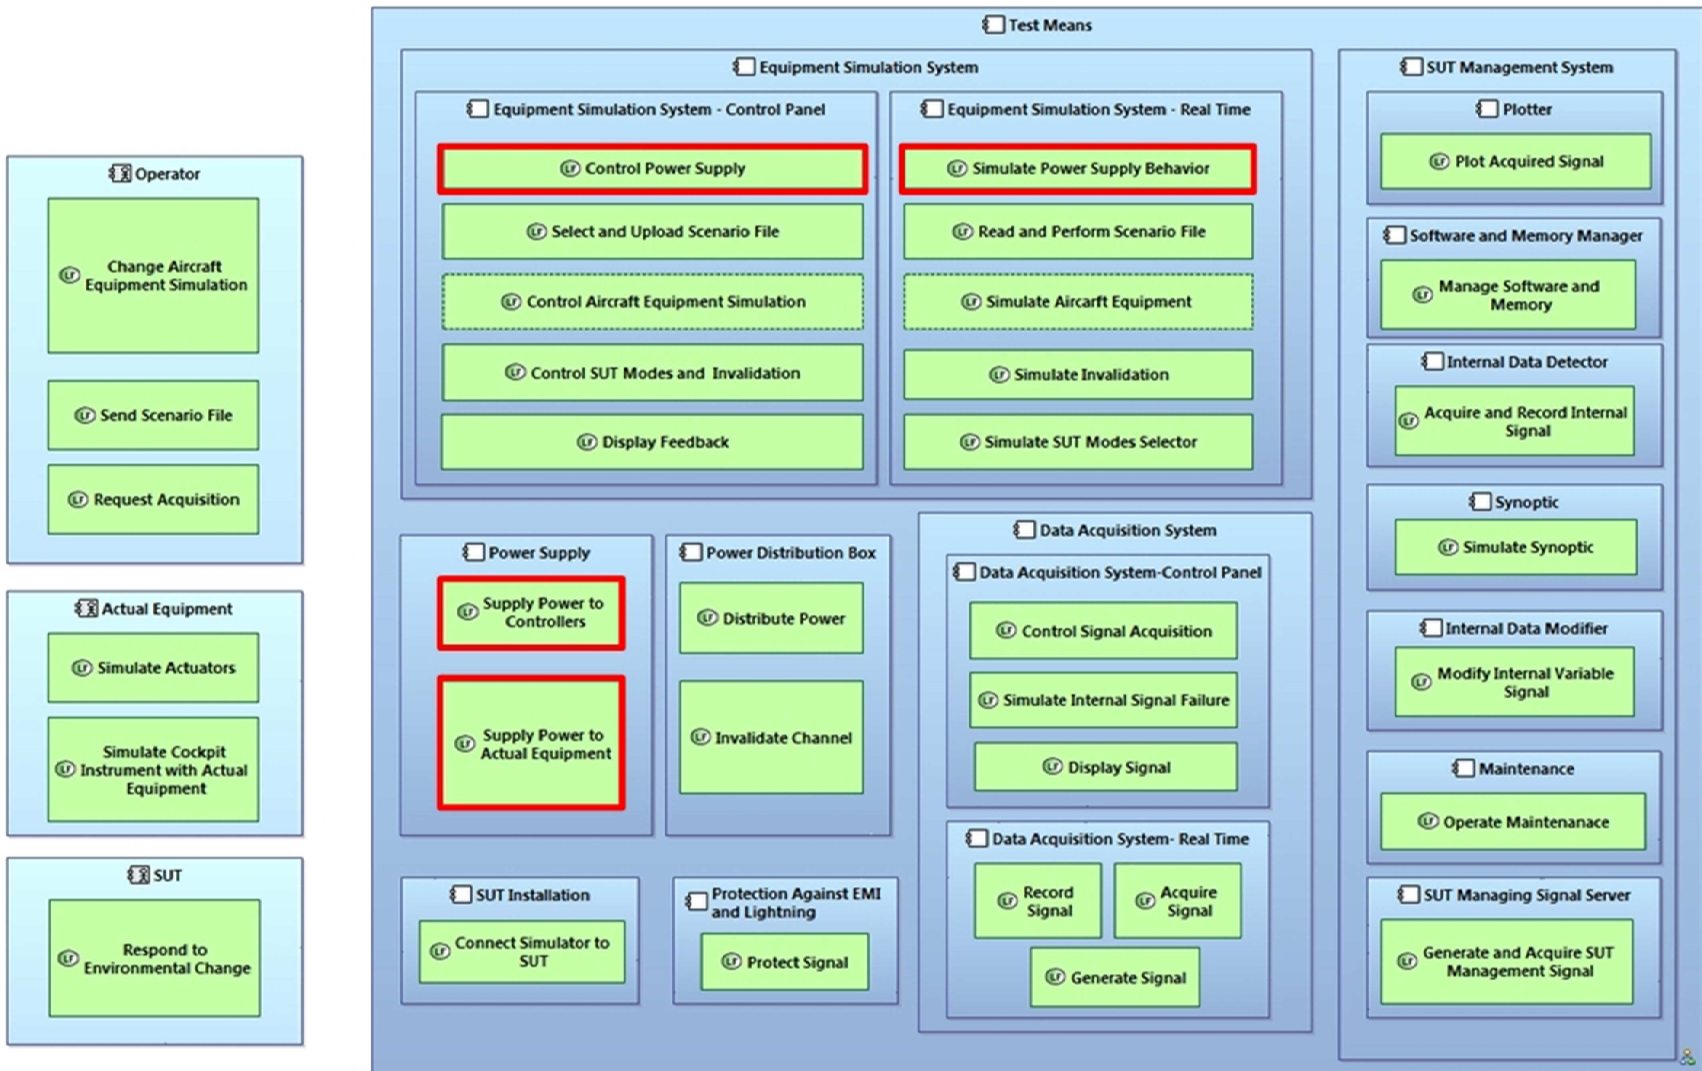 Operator
Change Aircraft
Equipment Simulation
Send Scenario File
Request Acquisition
Actual Equipment
Simulate Actuators
Simulate Cockpit
Instrument with Actual
Equipment
SUT
Respond to
Environmental Change
Test Means
Equipment Simulation System
Equipment Simulation System - Control Panel
Control Power Supply
Select and Upload Scenario File
Control Aircraft Equipment Simulation
Control SUT Modes and Invalidation
Display Feedback
Equipment Simulation System - Real Time
Simulate Power Supply Behavior
Read and Perform Scenario File
Simulate Aircarft Equipment
Simulate Invalidation
Simulate SUT Modes Selector
Power Supply
Supply Power to
Controllers
Supply Power to
Actual Equipment
Power Distribution Box
Distribute Power
Invalidate Channel
SUT Installation
Connect Simulator to
SUT
Protection Against EMI
and Lightning
Protect Signal
Data Acquisition System
Data Acquisition System-Control Panel
Control Signal Acquisition
Simulate Internal Signal Failure
Display Signal
Data Acquisition System- Real Time
Record
Signal
Acquire
Signal
Generate Signal
SUT Management System
Plotter
Plot Acquired Signal
Software and Memory Manager
Manage Software and
Memory
Internal Data Detector
Acquire and Record Internal
Signal
Synoptic
Simulate Synoptic
Internal Data Modifier
Modify Internal Variable
Signal
Maintenance
Operate Maintenanace
SUT Managing Signal Server
Generate and Acquire SUT
Management Signal